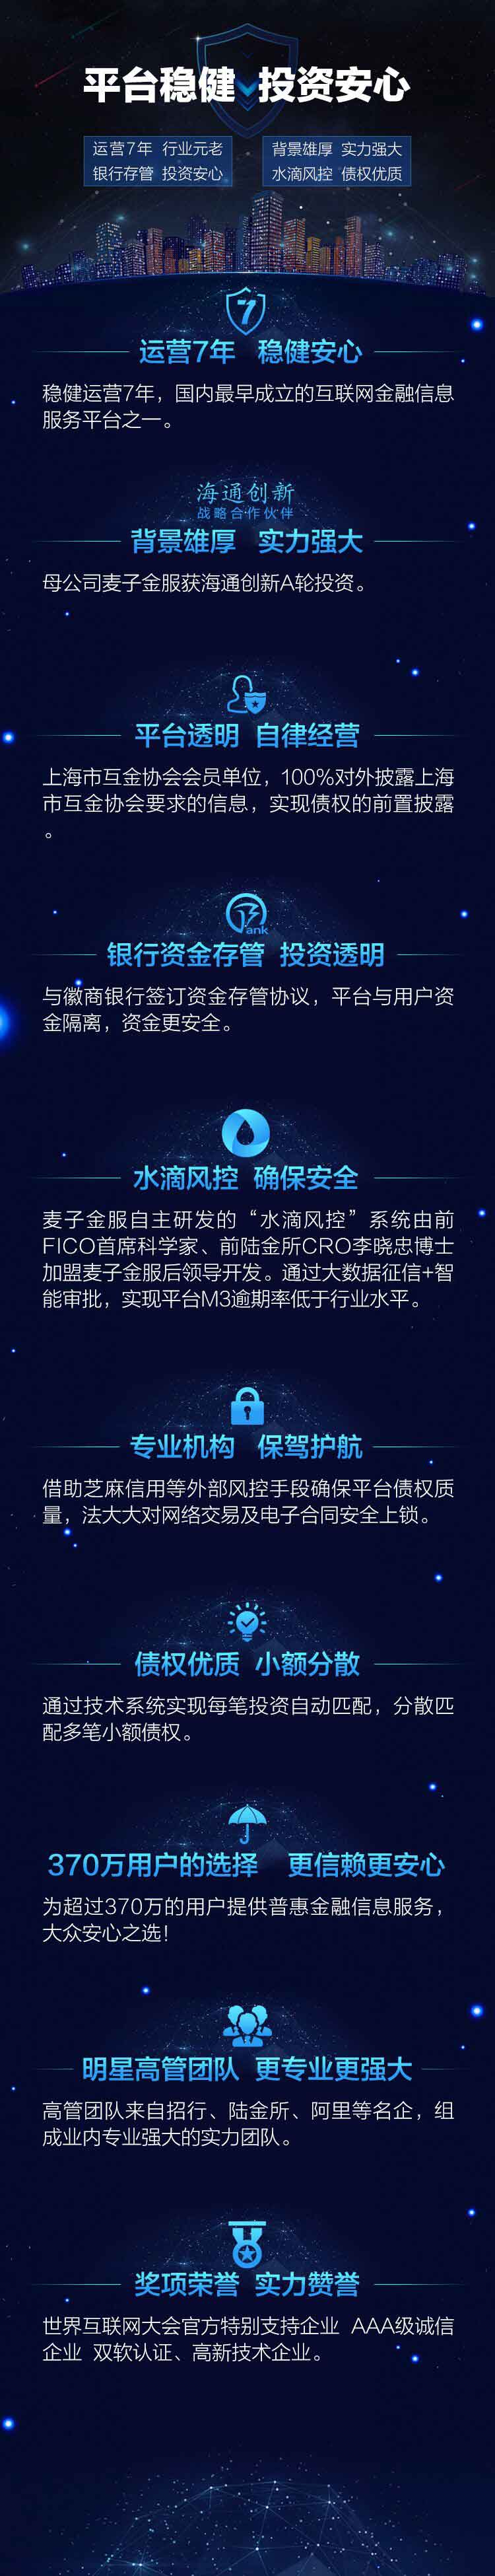 平台稳健 投资安心
运营7年 行业元老
银行存管 投资安心
背景雄厚 实力强大
水滴风控 债权优质
7
运营7年 稳健安心
稳健运营7年，国内最早成立的互联网金融信息
服务平台之一。
海通创新
战略合作伙伴
背景雄厚 实力强大
母公司麦子金服获海通创新A轮投资。
平台透明 自律经营
上海市互金协会会员单位，100%对外披露上海
市互金协会要求的信息，实现债权的前置披露
。
ank
银行资金存管 投资透明
与徽商银行签订资金存管协议，平台与用户资
金隔离，资金更安全。
水滴风控 确保安全
麦子金服自主研发的“水滴风控”系统由前
FICO首席科学家、前陆金所CRO李晓忠博士
加盟麦子金服后领导开发。通过大数据征信+智
能审批，实现平台M3逾期率低于行业水平。
专业机构 保驾护航
借助芝麻信用等外部风控手段确保平台债权质
量，法大大对网络交易及电子合同安全上锁。
债权优质 小额分散
通过技术系统实现每笔投资自动匹配，分散匹
配多笔小额债权。
370万用户的选择 更信赖更安心
为超过370万的用户提供普惠金融信息服务，
大众安心之选！
明星高管团队 更专业更强大
高管团队来自招行、陆金所、阿里等名企，组
成业内专业强大的实力团队。
奖项荣誉 实力赞誉
世界互联网大会官方特别支持企业 AAA级诚信
企业 双软认证、高新技术企业。